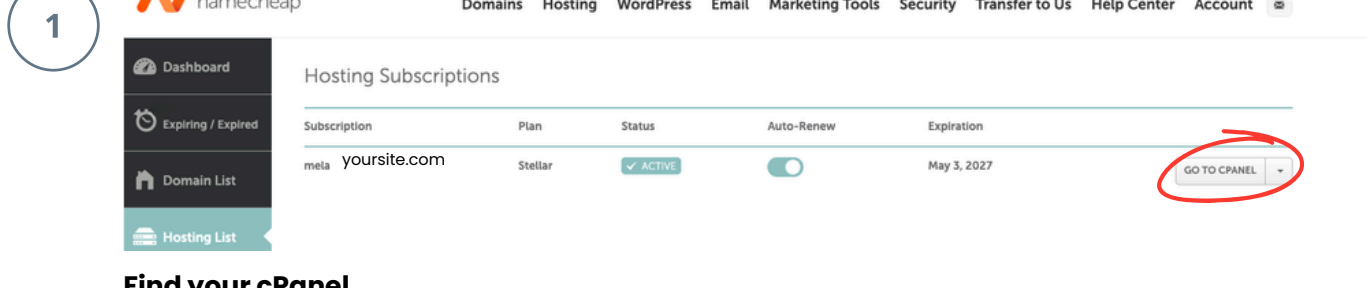 namecheap
Domains Hosting WordPress Email Marketing Tools Security Transfer to Us Help Center Account
1
Dashboard
Expiring / Expired
Domain List
Hosting List
Hosting Subscriptions
Subscription Plan Status Auto-Renew Expiration
mela yoursite.com Stellar ACTIVE May 3, 2027 GO TO CPANEL
Find your cPanel